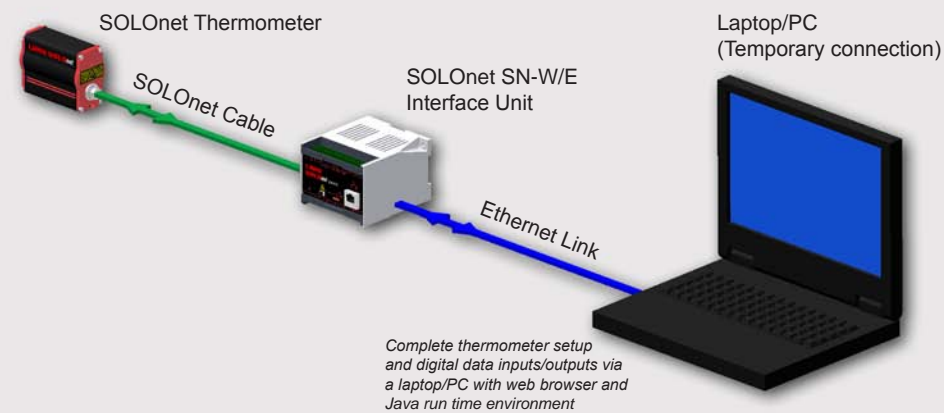 SOLOnet Thermometer
SOLOnet Cable
SOLOnet SN-W/E
Interface Unit
Ethernet Link
Laptop/PC
(Temporary connection)
Complete thermometer setup
and digital data inputs/outputs via
a laptop/PC with web browser and
Java run time environment